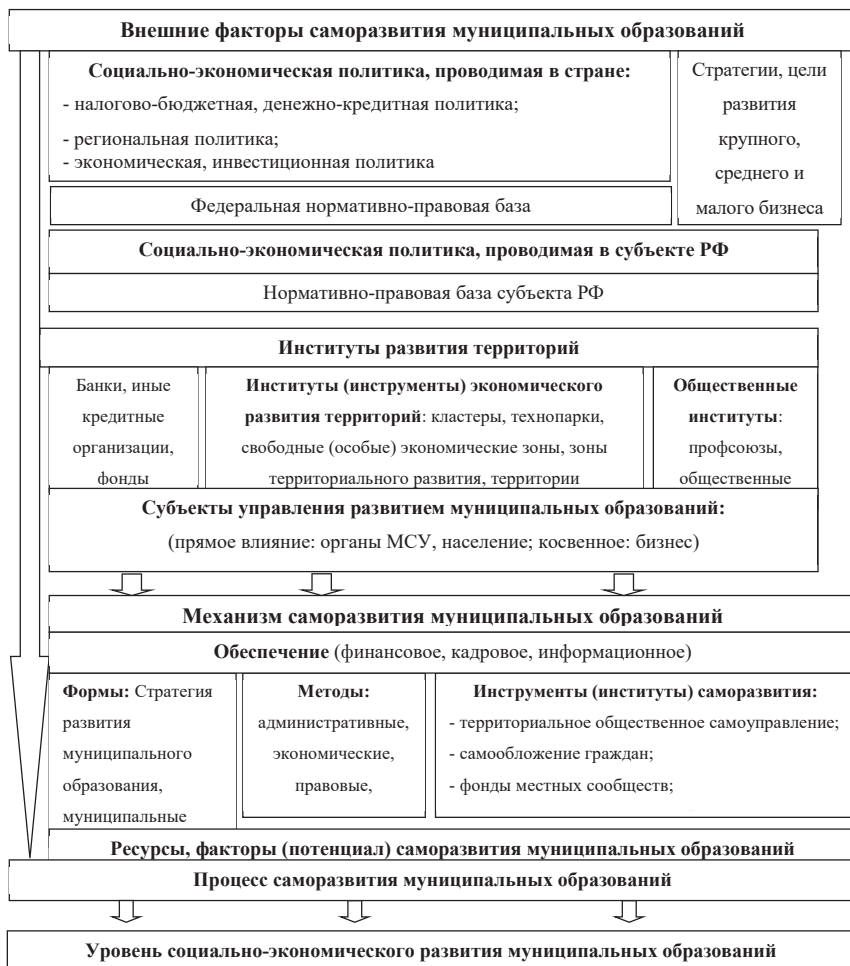 Внешние факторы саморазвития муниципальных образований
Социально-экономическая политика, проводимая в стране:
- налогово-бюджетная, денежно-кредитная политика;
- региональная политика;
- экономическая, инвестиционная политика
Стратегии, цели
развития
крупного,
среднего и
малого бизнеса
Федеральная нормативно-правовая база
Социально-экономическая политика, проводимая в субъекте РФ
Нормативно-правовая база субъекта РФ
Институты развития территорий
Банки, иные
кредитные
организации,
фонды
Институты (инструменты) экономического
развития территорий: кластеры, технопарки,
свободные (особые) экономические зоны, зоны
территориального развития, территории
Общественные
институты:
профсоюзы,
общественные
Субъекты управления развитием муниципальных образований:
(прямое влияние: органы МСУ, население; косвенное: бизнес)
Механизм саморазвития муниципальных образований
Обеспечение (финансовое, кадровое, информационное)
Формы: Стратегия
развития
муниципального
образования,
муниципальные
Методы:
административные,
экономические,
правовые,
Инструменты (институты) саморазвития:
- территориальное общественное самоуправление;
- самообложение граждан;
- фонды местных сообществ;
Ресурсы, факторы (потенциал) саморазвития муниципальных образований
Процесс саморазвития муниципальных образований
Уровень социально-экономического развития муниципальных образований